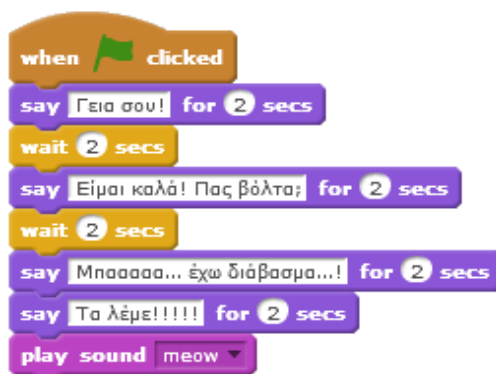 when clicked
say Γεια σου! for 2 secs
wait 2 secs
say Είμαι καλά! Πας βόλτα; for 2 secs
wait 2 secs
say Μπααααα... έχω διάβασμα...! for 2 secs
say Τα λέμε!!!!! for 2 secs
play sound meow